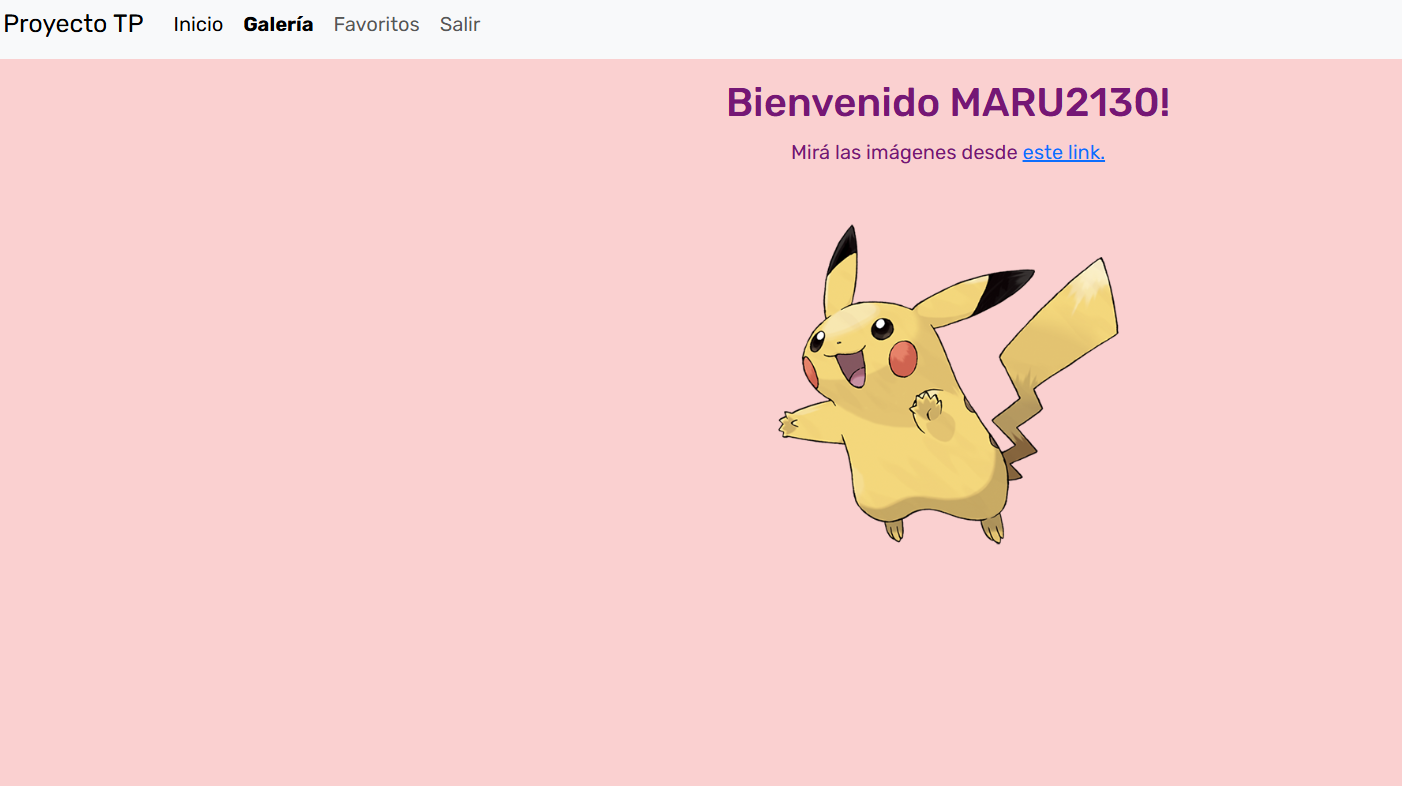 Proyecto TP Inicio Galería Favoritos Salir
Bienvenido MARU2130!
Mirá las imágenes desde este link.